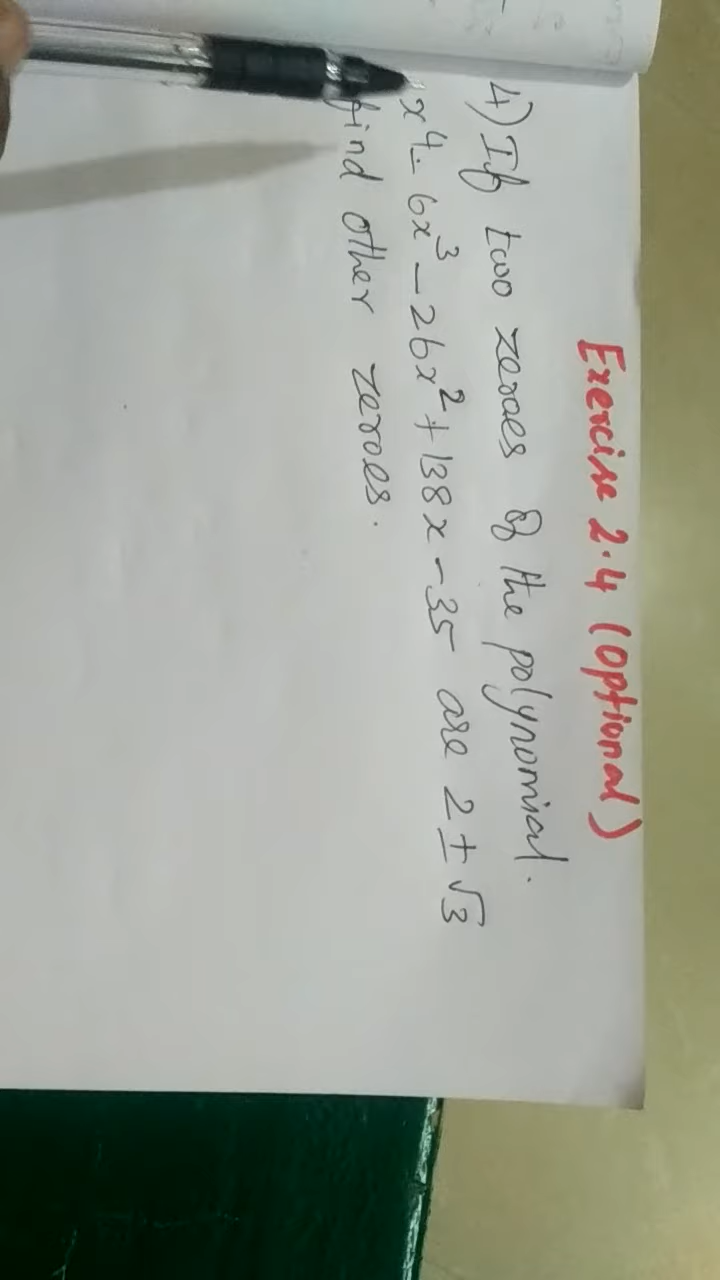 Exercise 2.4 (Optional)
4) If two zeroes of the polynomial.
x⁴- 6x³ - 26x² + 138x - 35 are 2 ± √3
find other zeroes.